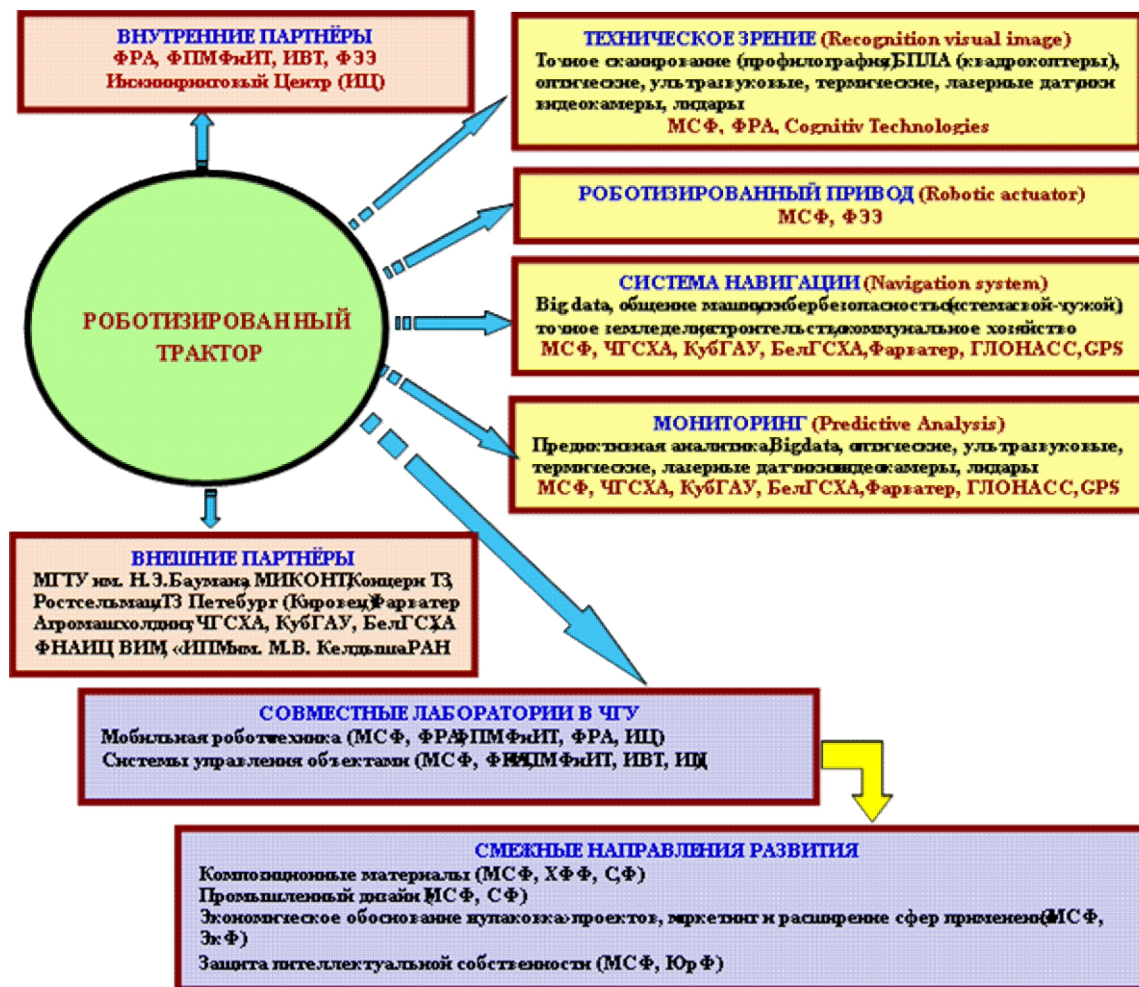 ВНУТРЕННИЕ ПАРТНЁРЫ
ФРА, ФПМФиИТ, ИВТ, ФЭЭ
Инжиниринговый Центр (ИЦ)
ТЕХНИЧЕСКОЕ ЗРЕНИЕ (Recognition visual image)
Точное сканирование (профилография), БПЛА (квадрокоптеры),
оптические, ультразвуковые, термические, лазерные датчики
видеокамеры, лидары
МСФ, ФРА, Cognitiv Technologies
РОБОТИЗИРОВАННЫЙ ПРИВОД (Robotic actuator)
МСФ, ФЭЭ
СИСТЕМА НАВИГАЦИИ (Navigation system)
Big data, общение машин, кибербезопасность (система свой-чужой)
точное земледелие, строительство, коммунальное хозяйство
МСФ, ЧГСХА, КубГАУ, БелГСХА, Фарватер, ГЛОНАСС, GPS
РОБОТИЗИРОВАННЫЙ
ТРАКТОР
МОНИТОРИНГ (Predictive Analysis)
Предиктивная аналитика, Bigdata, оптические, ультразвуковые,
термические, лазерные датчики видеокамеры, лидары
МСФ, ЧГСХА, КубГАУ, БелГСХА, Фарватер, ГЛОНАСС, GPS
ВНЕШНИЕ ПАРТНЁРЫ
МГТУ им. Н.Э.Баумана, МИКОНТ, Концерн ТЗ,
Ростсельмаш, ТЗ Петебург (Кировец) Фарватер
Агромашхолдинг, ЧГСХА, КубГАУ, БелГСХА
ФНАИЦ ВИМ, «ИПМ им. М.В. Келдыша РАН
СОВМЕСТНЫЕ ЛАБОРАТОРИИ В ЧГУ
Мобильная робототехника (МСФ, ФРА, ФПМФиИТ, ФРА, ИЦ)
Системы управления объектами (МСФ, ФПМФиИТ, ИВТ, ИЦ)
СМЕЖНЫЕ НАПРАВЛЕНИЯ РАЗВИТИЯ
Композиционные материалы (МСФ, ХФФ, С,Ф)
Промышленный дизайн (МСФ, СФ)
Экономическое обоснование и «упаковка» проектов, маркетинг и расширение сфер применения (МСФ,
ЭкФ)
Защита интеллектуальной собственности (МСФ, ЮрФ)